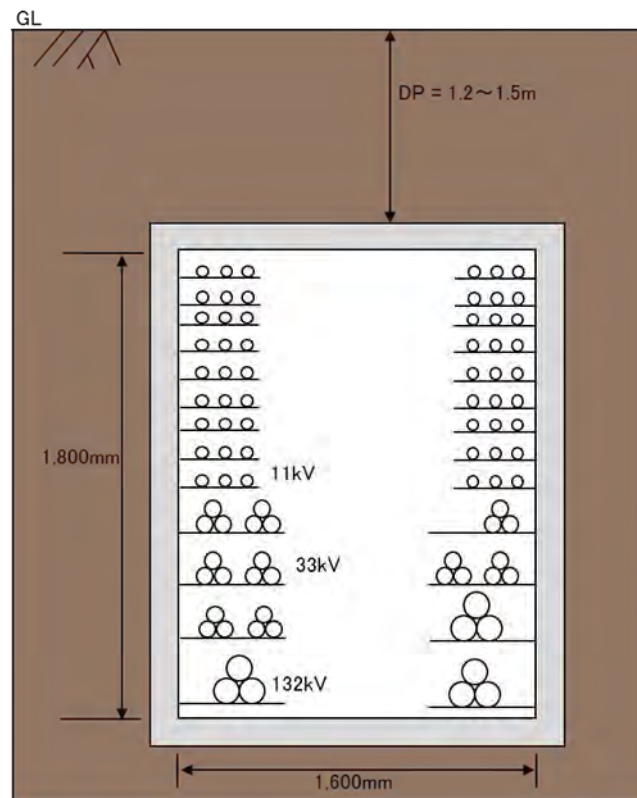 GL
DP = 1.2～1.5m
1,800mm
11kV
33kV
132kV
1,600mm